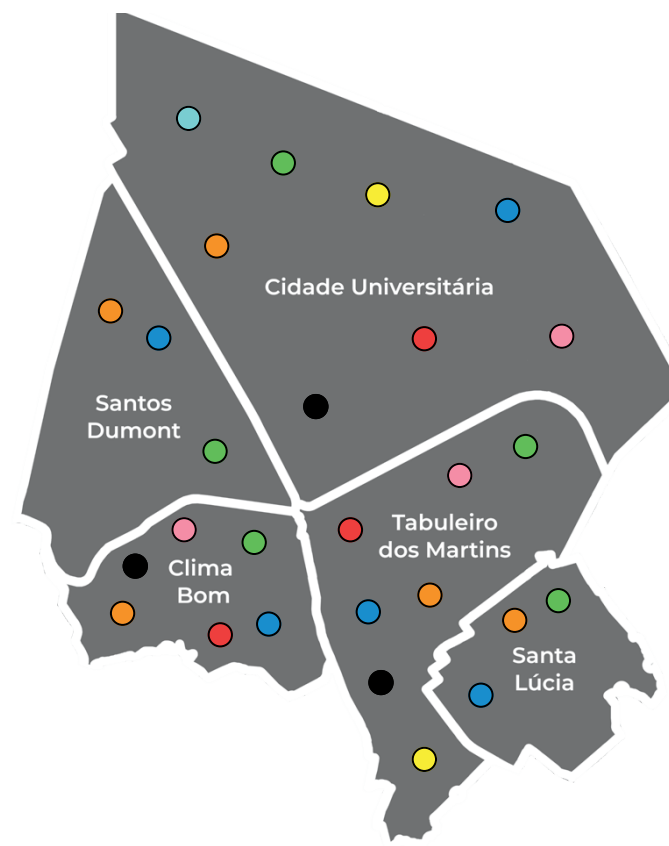 Cidade Universitária
Santos
Dumont
Tabuleiro
dos Martins
Clima
Bom
Santa
Lúcia